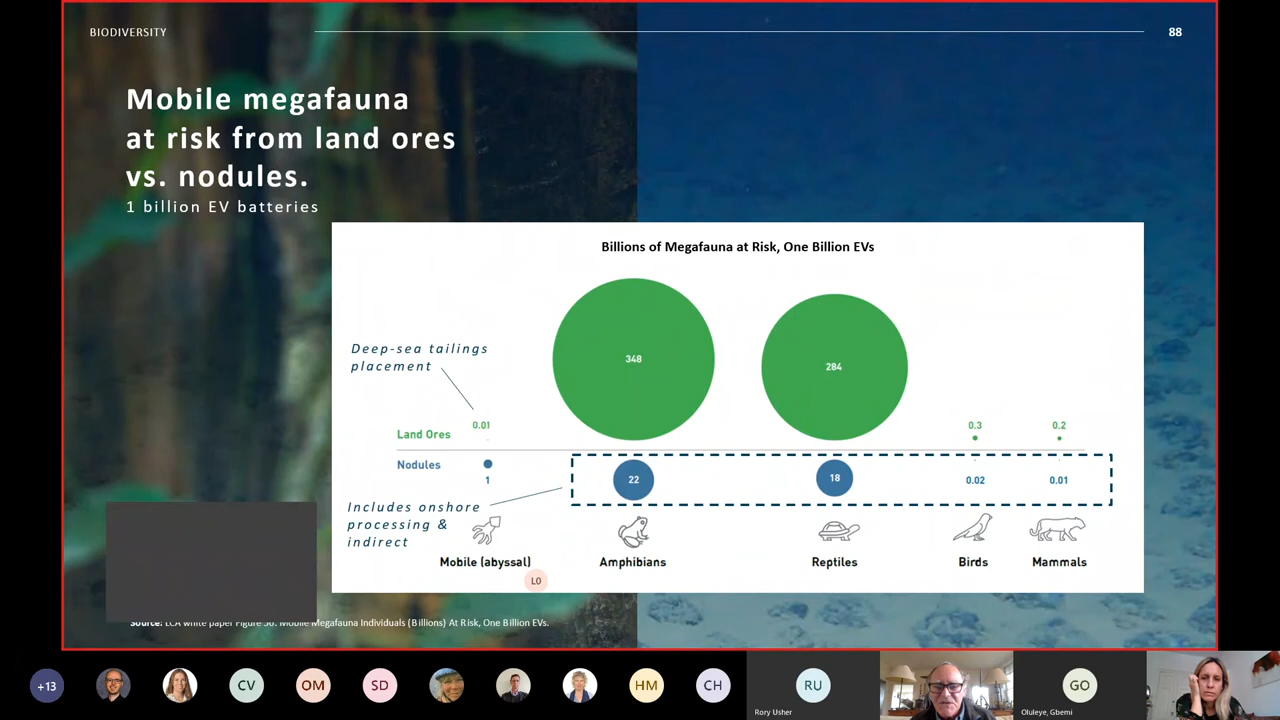 BIODIVERSITY
88
Mobile megafauna
at risk from land ores
vs. nodules.
1 billion EV batteries
Billions of Megafauna at Risk, One Billion EVs
Deep-sea tailings
placement
348
284
0.01
0.3
0.2
Land Ores
Nodules
1
22
18
0.02
0.01
Includes onshore
processing &
indirect
Mobile (abyssal)
Amphibians
Reptiles
Birds
Mammals
LO
Source: LCA white paper Figure 36. Mobile Megafauna Individuals (Billions) At Risk, One Billion EVs.
+13
CV
OM
SD
HM
CH
RU
GO
Rory Usher
Oluleye, Gbemi